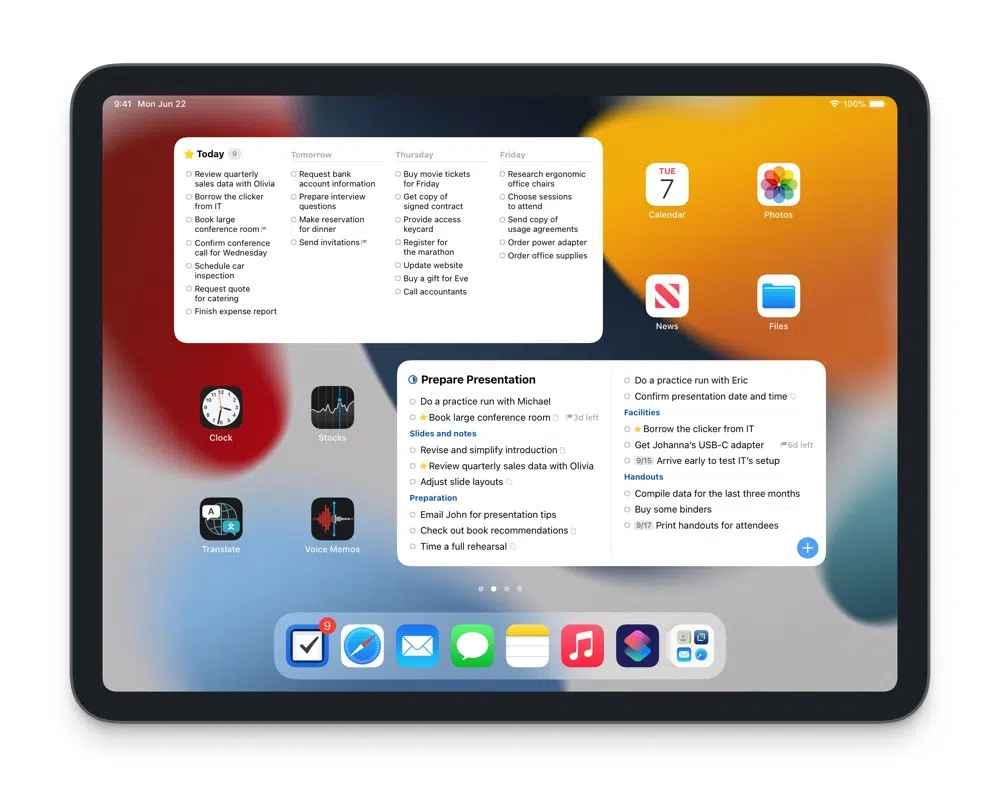 9:41 Mon Jun 22
100%
Today 9
Review quarterly
sales data with Olivia
Borrow the clicker
from IT
Book large
conference room
Confirm conference
call for Wednesday
Schedule car
inspection
Request quote
for catering
Finish expense report
Tomorrow
Request bank
account information
Prepare interview
questions
Make reservation
for dinner
Send invitations
Thursday
Buy movie tickets
for Friday
Get copy of
signed contract
Provide access
keycard
Register for
the marathon
Update website
Buy a gift for Eve
Call accountants
Friday
Research ergonomic
office chairs
Choose sessions
to attend
Send copy of
usage agreements
Order power adapter
Order office supplies
TUE
7
Calendar
Photos
News
Files
Clock
Stocks
Translate
Voice Memos
Prepare Presentation
Do a practice run with Michael
Book large conference room 3d left
Slides and notes
Revise and simplify introduction
Review quarterly sales data with Olivia
Adjust slide layouts
Preparation
Email John for presentation tips
Check out book recommendations
Time a full rehearsal
Do a practice run with Eric
Confirm presentation date and time
Facilities
Borrow the clicker from IT
Get Johanna's USB-C adapter 6d left
9/15 Arrive early to test IT's setup
Handouts
Compile data for the last three months
Buy some binders
9/17 Print handouts for attendees
9